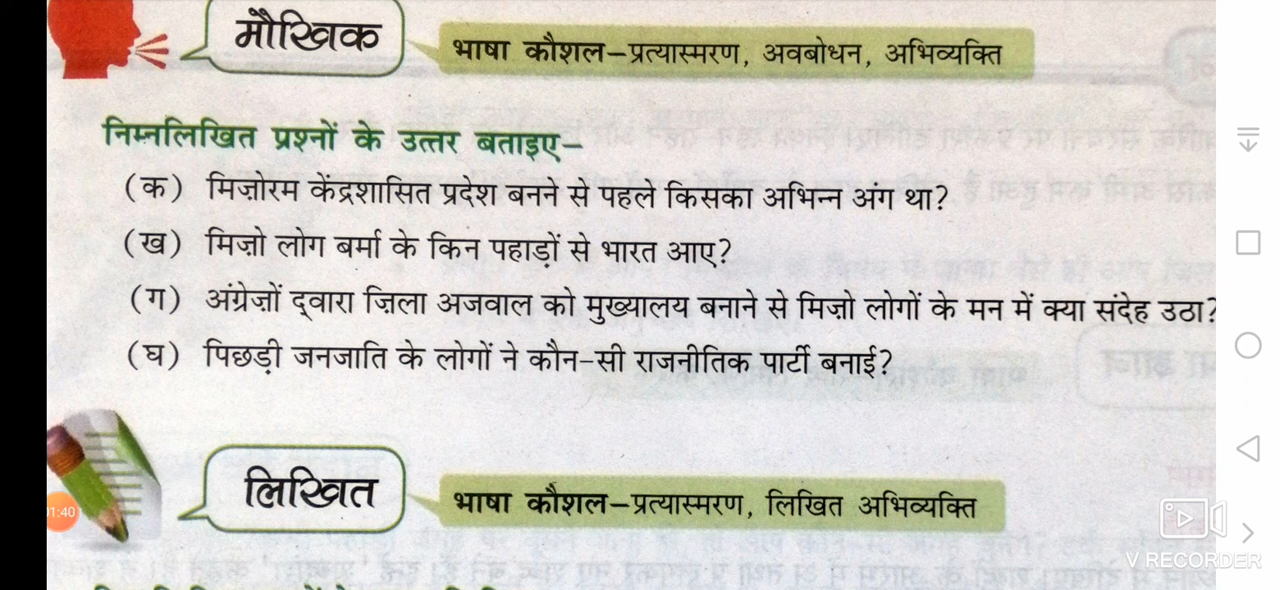 मौखिक
भाषा कौशल–प्रत्यास्मरण, अवबोधन, अभिव्यक्ति
निम्नलिखित प्रश्नों के उत्तर बताइए–
(क) मिज़ोरम केंद्रशासित प्रदेश बनने से पहले किसका अभिन्न अंग था?
(ख) मिज़ो लोग बर्मा के किन पहाड़ों से भारत आए?
(ग) अंग्रेज़ों द्वारा ज़िला अजवाल को मुख्यालय बनाने से मिज़ो लोगों के मन में क्या संदेह उठा?
(घ) पिछड़ी जनजाति के लोगों ने कौन-सी राजनीतिक पार्टी बनाई?
लिखित
भाषा कौशल–प्रत्यास्मरण, लिखित अभिव्यक्ति
1:40
V RECORDER